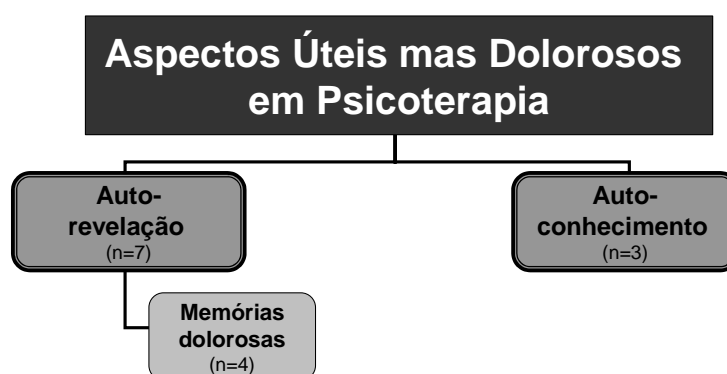 Aspectos Úteis mas Dolorosos
em Psicoterapia
Auto-
revelação
(n=7)
Auto-
conhecimento
(n=3)
Memórias
dolorosas
(n=4)